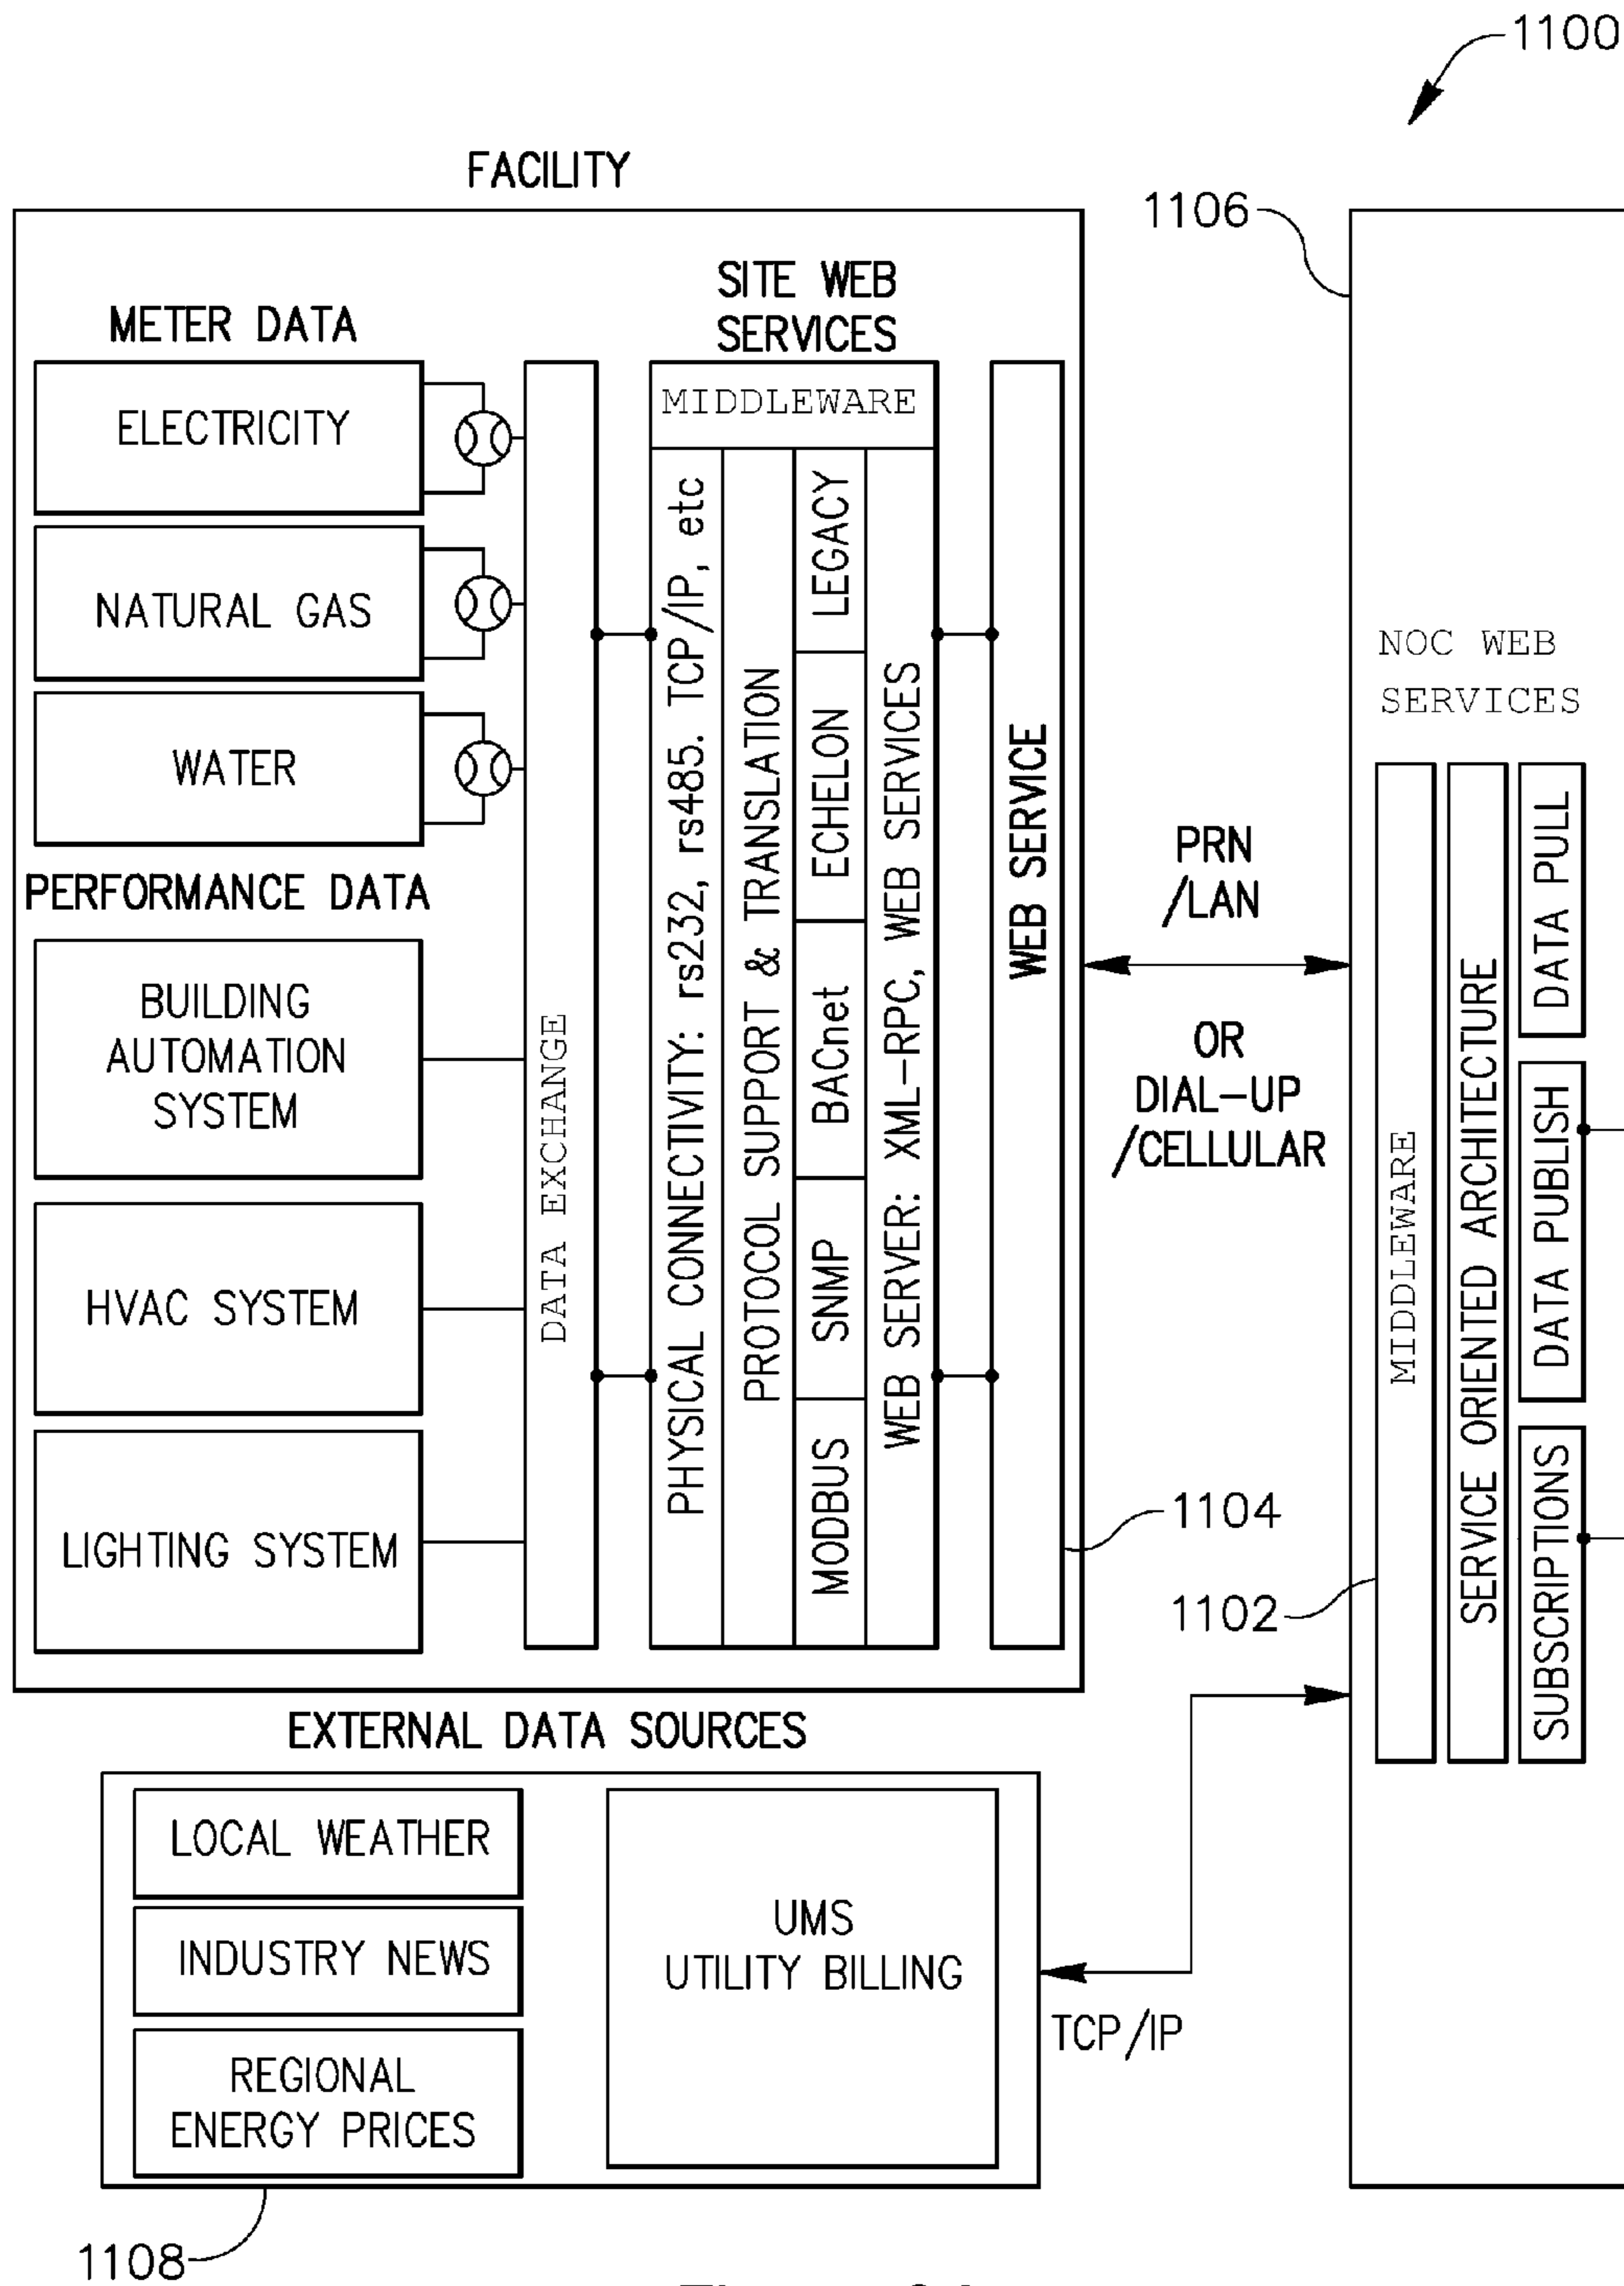 1100
FACILITY
1106
METER DATA
SITE WEB
SERVICES
ELECTRICITY
NATURAL GAS
WATER
PERFORMANCE DATA
BUILDING
AUTOMATION
SYSTEM
HVAC SYSTEM
LIGHTING SYSTEM
DATA EXCHANGE
MIDDLEWARE
PHYSICAL CONNECTIVITY: rs232, rs485. TCP/IP, etc
PROTOCOL SUPPORT & TRANSLATION
LEGACY
ECHELON
BACnet
SNMP
MODBUS
WEB SERVER: XML-RPC, WEB SERVICES
WEB SERVICE
1104
PRN
/LAN
OR
DIAL-UP
/CELLULAR
NOC WEB
SERVICES
MIDDLEWARE
SERVICE ORIENTED ARCHITECTURE
DATA PULL
DATA PUBLISH
SUBSCRIPTIONS
1102
EXTERNAL DATA SOURCES
LOCAL WEATHER
INDUSTRY NEWS
REGIONAL
ENERGY PRICES
UMS
UTILITY BILLING
TCP/IP
1108